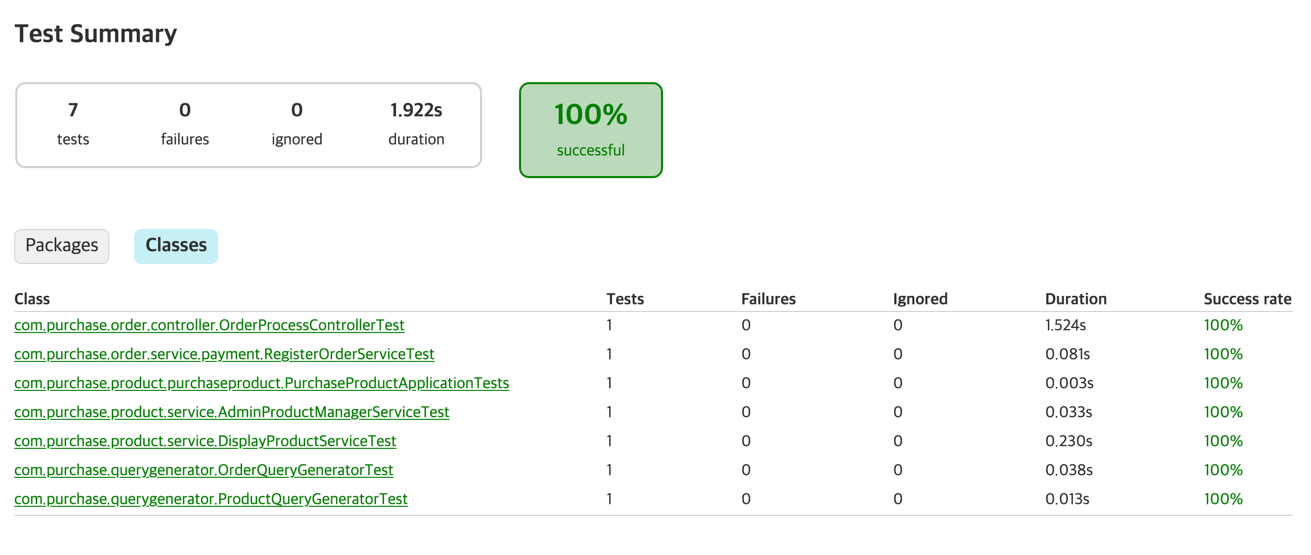 Test Summary
7 0 0 1.922s
tests failures ignored duration
100%
successful
Packages Classes
Class Tests Failures Ignored Duration Success rate
com.purchase.order.controller.OrderProcessControllerTest 1 0 0 1.524s 100%
com.purchase.order.service.payment.RegisterOrderServiceTest 1 0 0 0.081s 100%
com.purchase.product.purchaseproduct.PurchaseProductApplicationTests 1 0 0 0.003s 100%
com.purchase.product.service.AdminProductManagerServiceTest 1 0 0 0.033s 100%
com.purchase.product.service.DisplayProductServiceTest 1 0 0 0.230s 100%
com.purchase.querygenerator.OrderQueryGeneratorTest 1 0 0 0.038s 100%
com.purchase.querygenerator.ProductQueryGeneratorTest 1 0 0 0.013s 100%